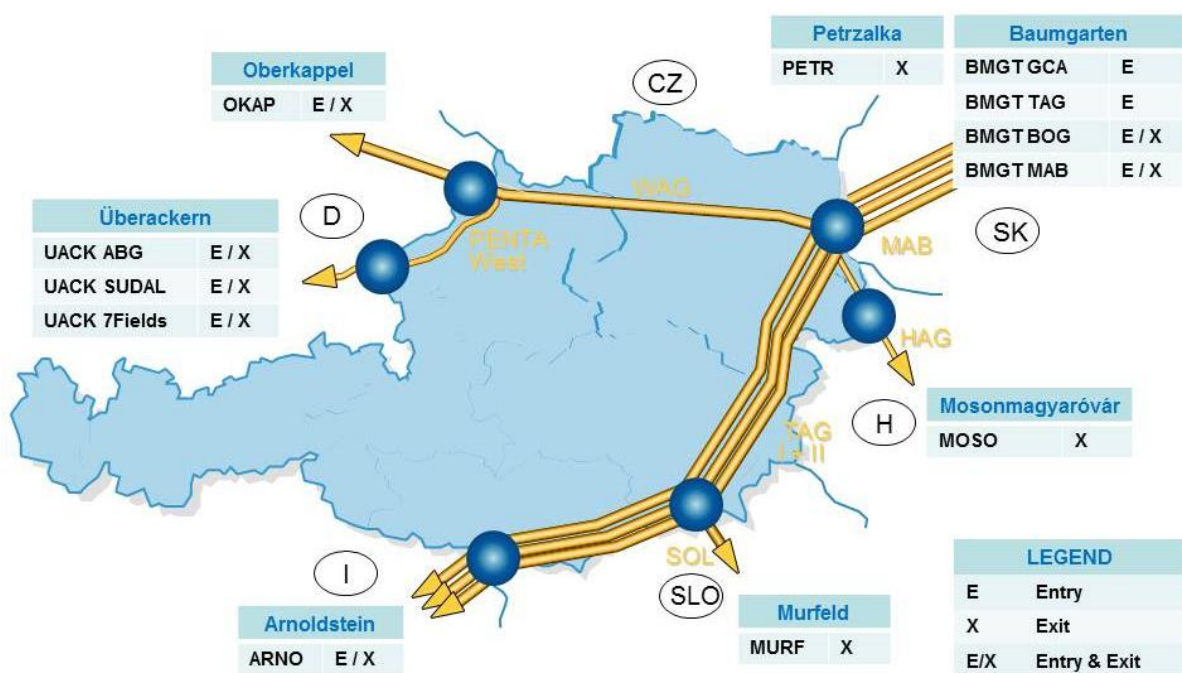 Petrzalka
PETR X
Baumgarten
BMGT GCA E
BMGT TAG E
BMGT BOG E / X
BMGT MAB E / X
Oberkappel
OKAP E / X
CZ
Überackern
UACK ABG E / X
UACK SUDAL E / X
UACK 7Fields E / X
D
WAG
PENTA
West
MAB
SK
HAG
H
Mosonmagyaróvár
MOSO X
TAG
I + II
SOL
SLO
I
Arnoldstein
ARNO E / X
Murfeld
MURF X
LEGEND
E Entry
X Exit
E/X Entry & Exit